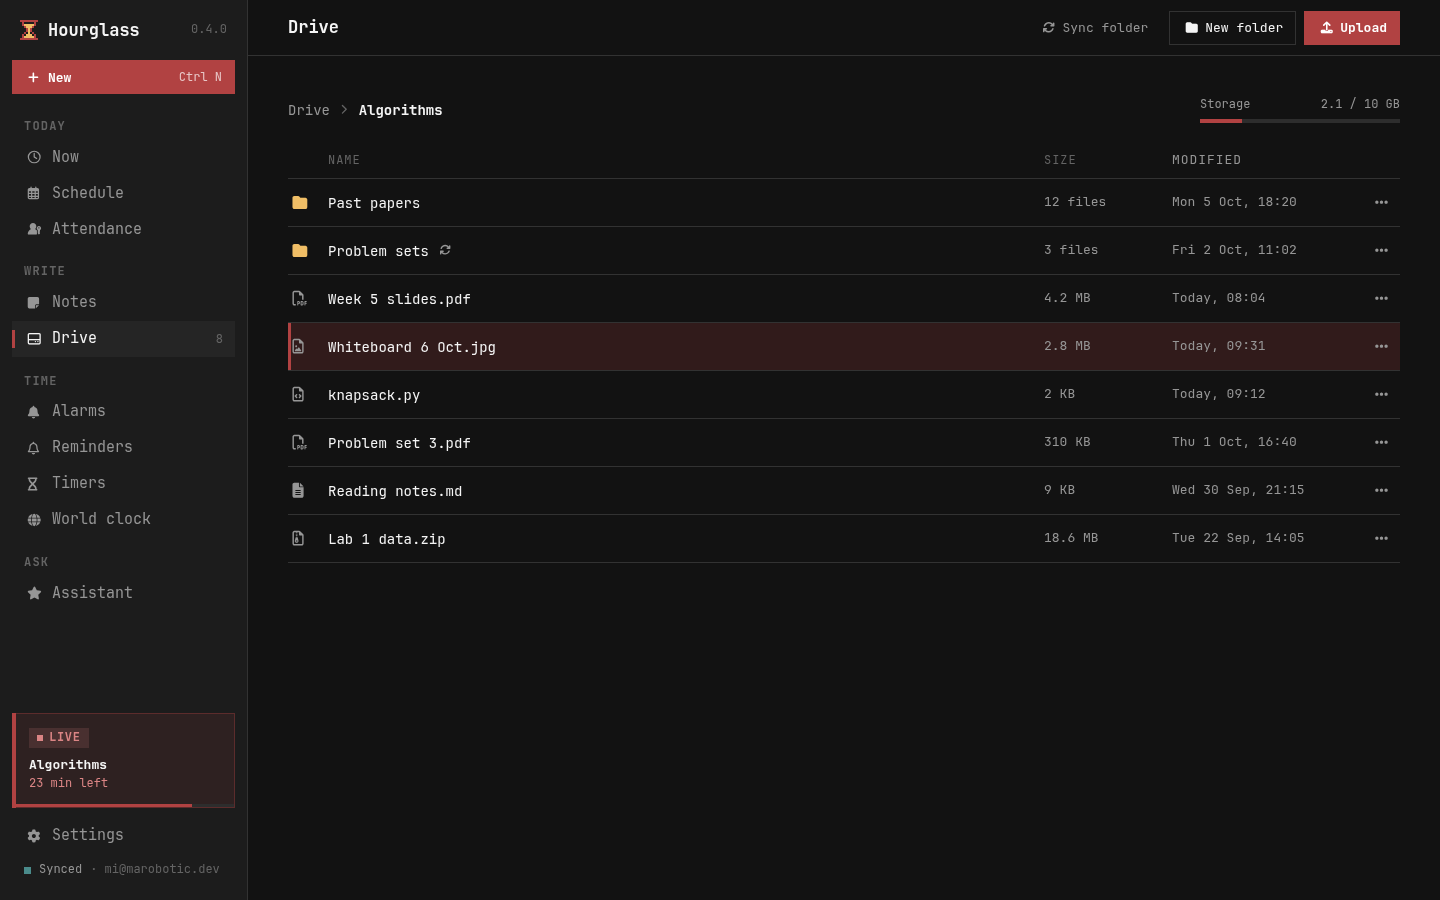 Hourglass 0.4.0
+ New Ctrl N
TODAY
Now
Schedule
Attendance
WRITE
Notes
Drive 8
TIME
Alarms
Reminders
Timers
World clock
ASK
Assistant
LIVE
Algorithms
23 min left
Settings
Synced · mi@marobotic.dev
Drive
Sync folder
New folder
Upload
Drive > Algorithms
Storage 2.1 / 10 GB
NAME SIZE MODIFIED
Past papers 12 files Mon 5 Oct, 18:20
Problem sets 3 files Fri 2 Oct, 11:02
PDF Week 5 slides.pdf 4.2 MB Today, 08:04
Whiteboard 6 Oct.jpg 2.8 MB Today, 09:31
knapsack.py 2 KB Today, 09:12
PDF Problem set 3.pdf 310 KB Thu 1 Oct, 16:40
Reading notes.md 9 KB Wed 30 Sep, 21:15
Lab 1 data.zip 18.6 MB Tue 22 Sep, 14:05